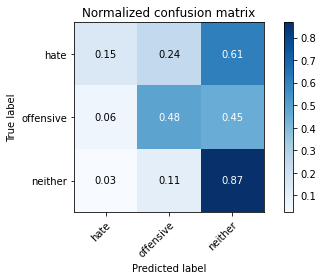 Normalized confusion matrix
True label
hate 0.15 0.24 0.61
offensive 0.06 0.48 0.45
neither 0.03 0.11 0.87
hate offensive neither
Predicted label
0.8
0.7
0.6
0.5
0.4
0.3
0.2
0.1